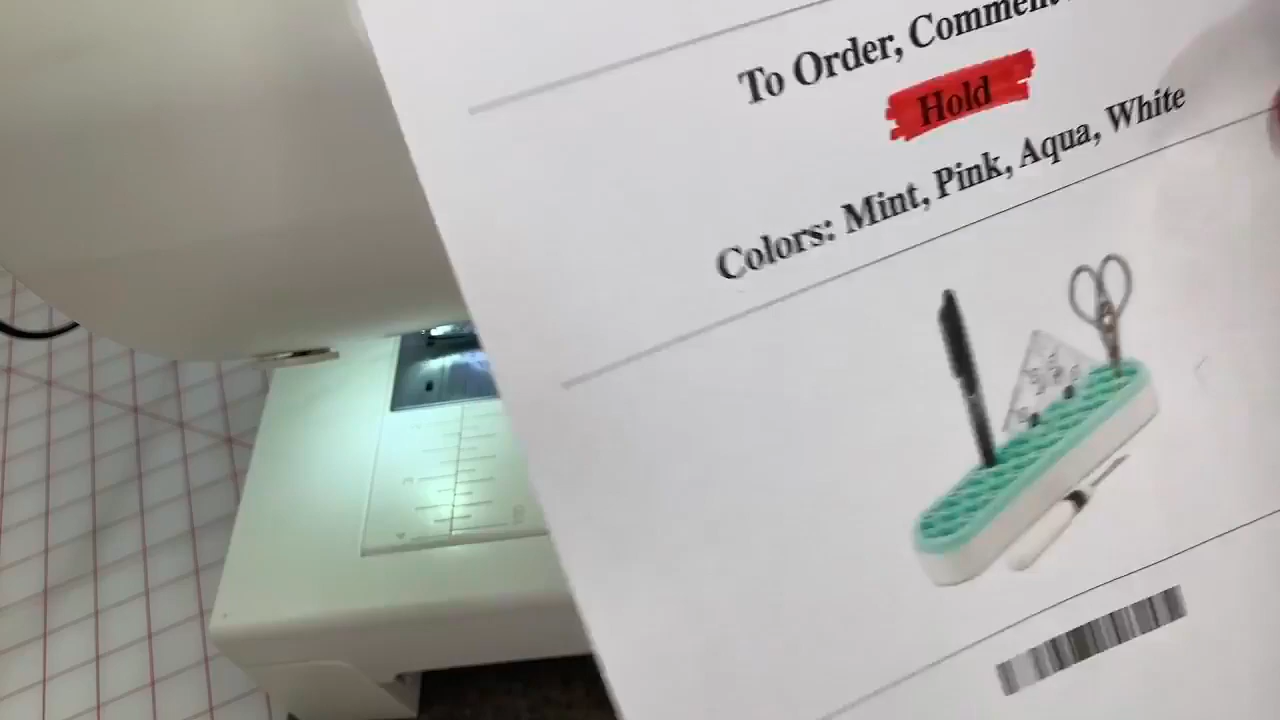 To Order, Comment
Hold
Colors: Mint, Pink, Aqua, White